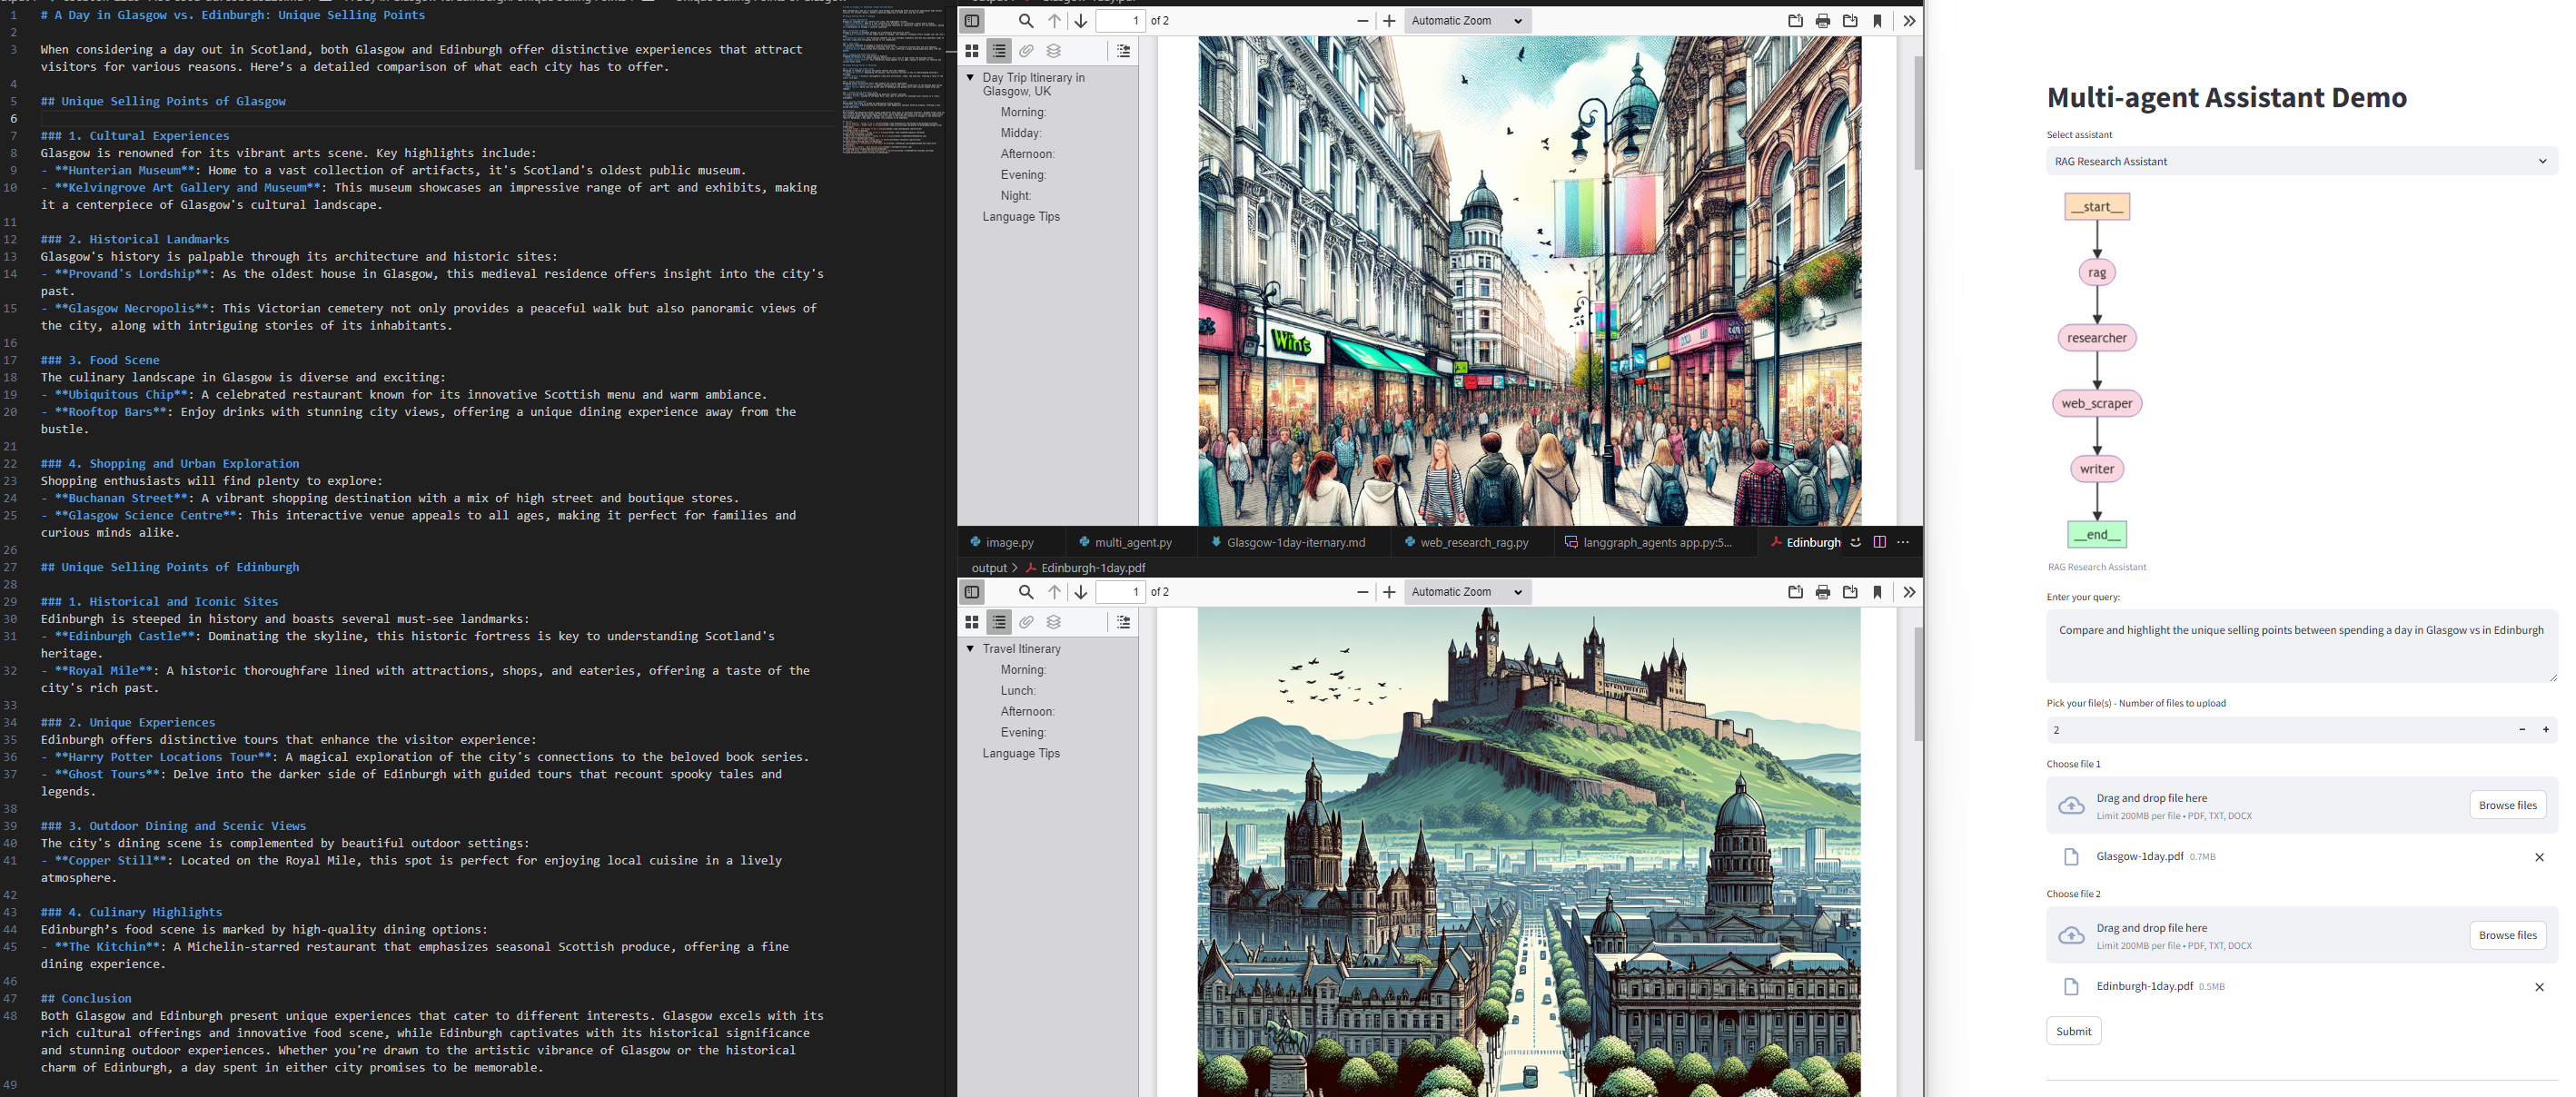 1 # A Day in Glasgow vs. Edinburgh: Unique Selling Points
2
3 When considering a day out in Scotland, both Glasgow and Edinburgh offer distinctive experiences that attract
visitors for various reasons. Here's a detailed comparison of what each city has to offer.
4
5 ## Unique Selling Points of Glasgow
6
7 ### 1. Cultural Experiences
8 Glasgow is renowned for its vibrant arts scene. Key highlights include:
9 - **Hunterian Museum**: Home to a vast collection of artifacts, it's Scotland's oldest public museum.
10 - **Kelvingrove Art Gallery and Museum**: This museum showcases an impressive range of art and exhibits, making
it a centerpiece of Glasgow's cultural landscape.
11
12 ### 2. Historical Landmarks
13 Glasgow's history is palpable through its architecture and historic sites:
14 - **Provand's Lordship**: As the oldest house in Glasgow, this medieval residence offers insight into the city's
past.
15 - **Glasgow Necropolis**: This Victorian cemetery not only provides a peaceful walk but also panoramic views of
the city, along with intriguing stories of its inhabitants.
16
17 ### 3. Food Scene
18 The culinary landscape in Glasgow is diverse and exciting:
19 - **Ubiquitous Chip**: A celebrated restaurant known for its innovative Scottish menu and warm ambiance.
20 - **Rooftop Bars**: Enjoy drinks with stunning city views, offering a unique dining experience away from the
bustle.
21
22 ### 4. Shopping and Urban Exploration
23 Shopping enthusiasts will find plenty to explore:
24 - **Buchanan Street**: A vibrant shopping destination with a mix of high street and boutique stores.
25 - **Glasgow Science Centre**: This interactive venue appeals to all ages, making it perfect for families and
curious minds alike.
26
27 ## Unique Selling Points of Edinburgh
28
29 ### 1. Historical and Iconic Sites
30 Edinburgh is steeped in history and boasts several must-see landmarks:
31 - **Edinburgh Castle**: Dominating the skyline, this historic fortress is key to understanding Scotland's
heritage.
32 - **Royal Mile**: A historic thoroughfare lined with attractions, shops, and eateries, offering a taste of the
city's rich past.
33
34 ### 2. Unique Experiences
35 Edinburgh offers distinctive tours that enhance the visitor experience:
36 - **Harry Potter Locations Tour**: A magical exploration of the city's connections to the beloved book series.
37 - **Ghost Tours**: Delve into the darker side of Edinburgh with guided tours that recount spooky tales and
legends.
38
39 ### 3. Outdoor Dining and Scenic Views
40 The city's dining scene is complemented by beautiful outdoor settings:
41 - **Copper Still**: Located on the Royal Mile, this spot is perfect for enjoying local cuisine in a lively
atmosphere.
42
43 ### 4. Culinary Highlights
44 Edinburgh's food scene is marked by high-quality dining options:
45 - **The Kitchin**: A Michelin-starred restaurant that emphasizes seasonal Scottish produce, offering a fine
dining experience.
46
47 ## Conclusion
48 Both Glasgow and Edinburgh present unique experiences that cater to different interests. Glasgow excels with its
rich cultural offerings and innovative food scene, while Edinburgh captivates with its historical significance
and stunning outdoor experiences. Whether you're drawn to the artistic vibrance of Glasgow or the historical
charm of Edinburgh, a day spent in either city promises to be memorable.
49
1 of 2
Automatic Zoom
Day Trip Itinerary in
Glasgow, UK
Morning:
Midday:
Afternoon:
Evening:
Night:
Language Tips
Wint
image.py
multi_agent.py
Glasgow-1day-iternary.md
web_research_rag.py
langgraph_agents app.py:5...
Edinburgh
output > Edinburgh-1day.pdf
1 of 2
Automatic Zoom
Travel Itinerary
Morning:
Lunch:
Afternoon:
Evening:
Language Tips
Multi-agent Assistant Demo
Select assistant
RAG Research Assistant
__start__
rag
researcher
web_scraper
writer
__end__
RAG Research Assistant
Enter your query:
Compare and highlight the unique selling points between spending a day in Glasgow vs in Edinburgh
Pick your file(s) - Number of files to upload
2
Choose file 1
Drag and drop file here
Limit 200MB per file • PDF, TXT, DOCX
Browse files
Glasgow-1day.pdf 0.7MB
Choose file 2
Drag and drop file here
Limit 200MB per file • PDF, TXT, DOCX
Browse files
Edinburgh-1day.pdf 0.5MB
Submit